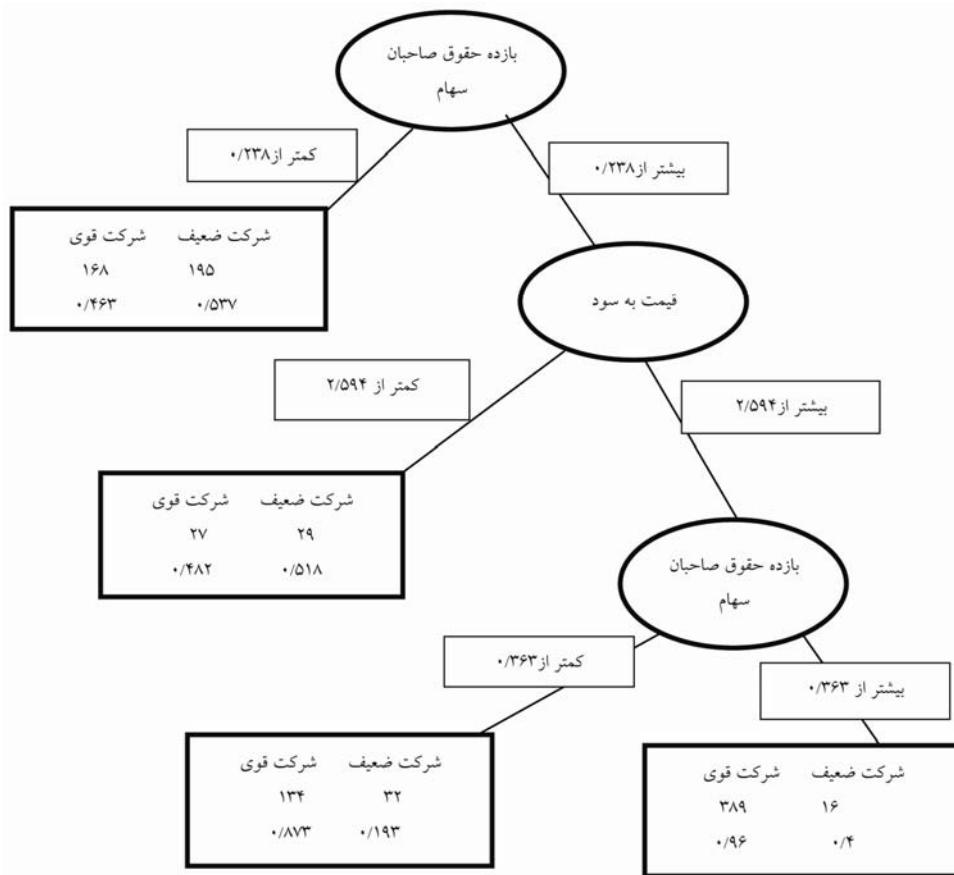 بازده حقوق صاحبان
سهام
کمتر از۰/۲۳۸
بیشتر از۰/۲۳۸
شرکت ضعیف شرکت قوی
۱۹۵ ۱۶۸
۰/۵۳۷ ۰/۴۶۳
قیمت به سود
کمتر از ۲/۵۹۴
بیشتر از۲/۵۹۴
شرکت ضعیف شرکت قوی
۲۹ ۲۷
۰/۵۱۸ ۰/۴۸۲
بازده حقوق صاحبان
سهام
کمتر از۰/۳۶۳
بیشتر از ۰/۳۶۳
شرکت ضعیف شرکت قوی
۳۲ ۱۳۴
۰/۱۹۳ ۰/۸۷۳
شرکت ضعیف شرکت قوی
۱۶ ۳۸۹
۰/۴ ۰/۹۶